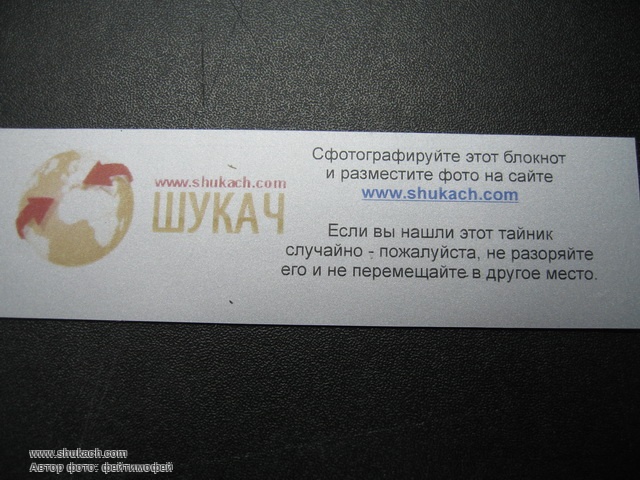 www.shukach.com
ШУКАЧ
Сфотографируйте этот блокнот
и разместите фото на сайте
www.shukach.com
Если вы нашли этот тайник
случайно - пожалуйста, не разоряйте
его и не перемещайте в другое место.
www.shukach.com
Автор фото: фейтимофей